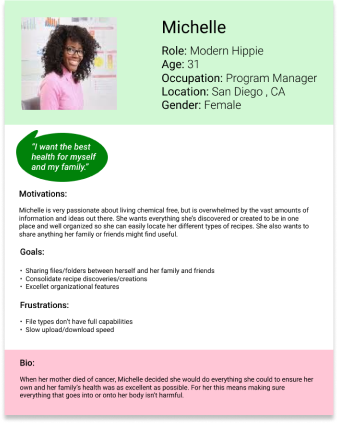 Michelle
Role: Modern Hippie
Age: 31
Occupation: Program Manager
Location: San Diego , CA
Gender: Female
“I want the best
health for myself
and my family.”
Motivations:
Michelle is very passionate about living chemical free, but is overwhelmed by the vast amounts of
information and ideas out there. She wants everything she's discovered or created to be in one
place and well organized so she can easily locate her different types of recipes. She also wants to
share anything her family or friends might find useful.
Goals:
• Sharing files/folders between herself and her family and friends
• Consolidate recipe discoveries/creations
• Excellet organizational features
Frustrations:
• File types don't have full capabilities
• Slow upload/download speed
Bio:
When her mother died of cancer, Michelle decided she would do everything she could to ensure her
own and her family's health was as excellent as possible. For her this means making sure
everything that goes into or onto her body isn't harmful.